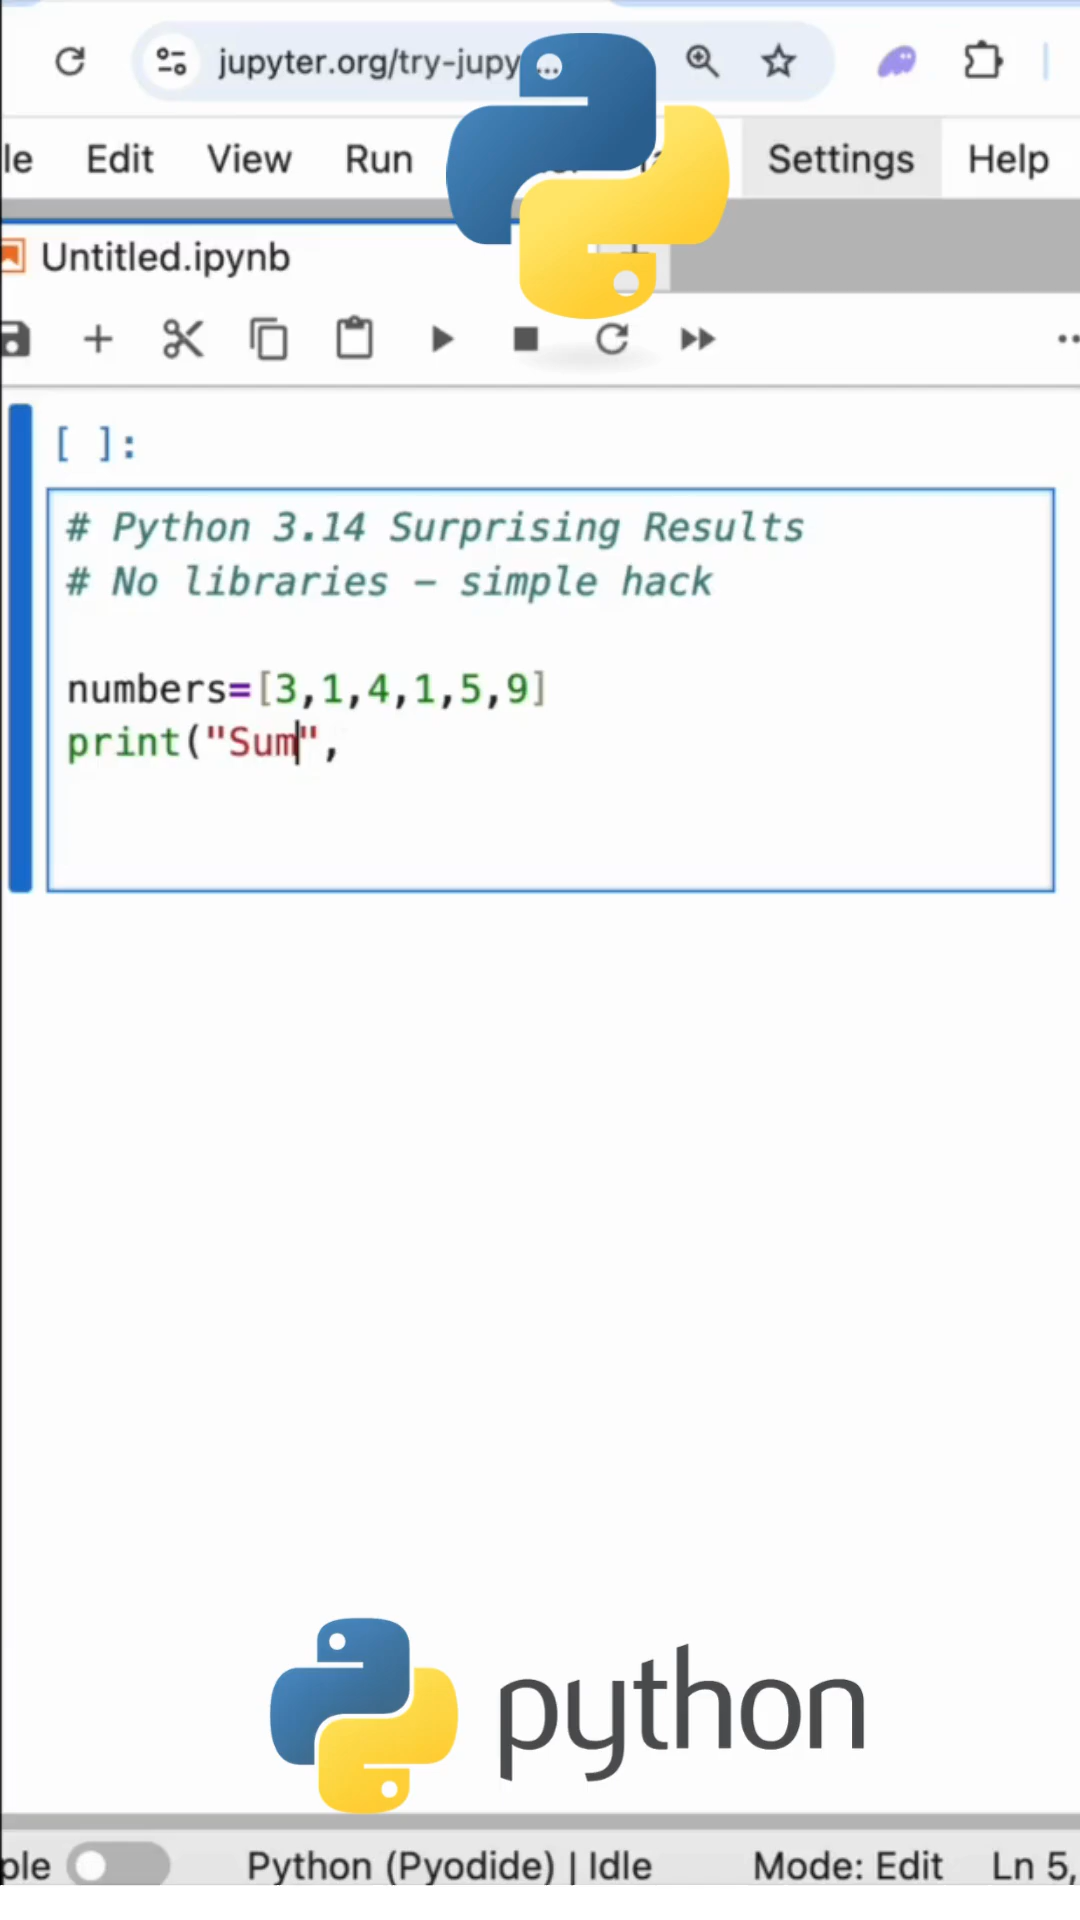 jupyter.org/try-jupy...
le Edit View Run Settings Help
Untitled.ipynb
[ ]:
# Python 3.14 Surprising Results
# No libraries – simple hack
numbers=[3,1,4,1,5,9]
print("Sum",
python
ple Python (Pyodide) | Idle Mode: Edit Ln 5,